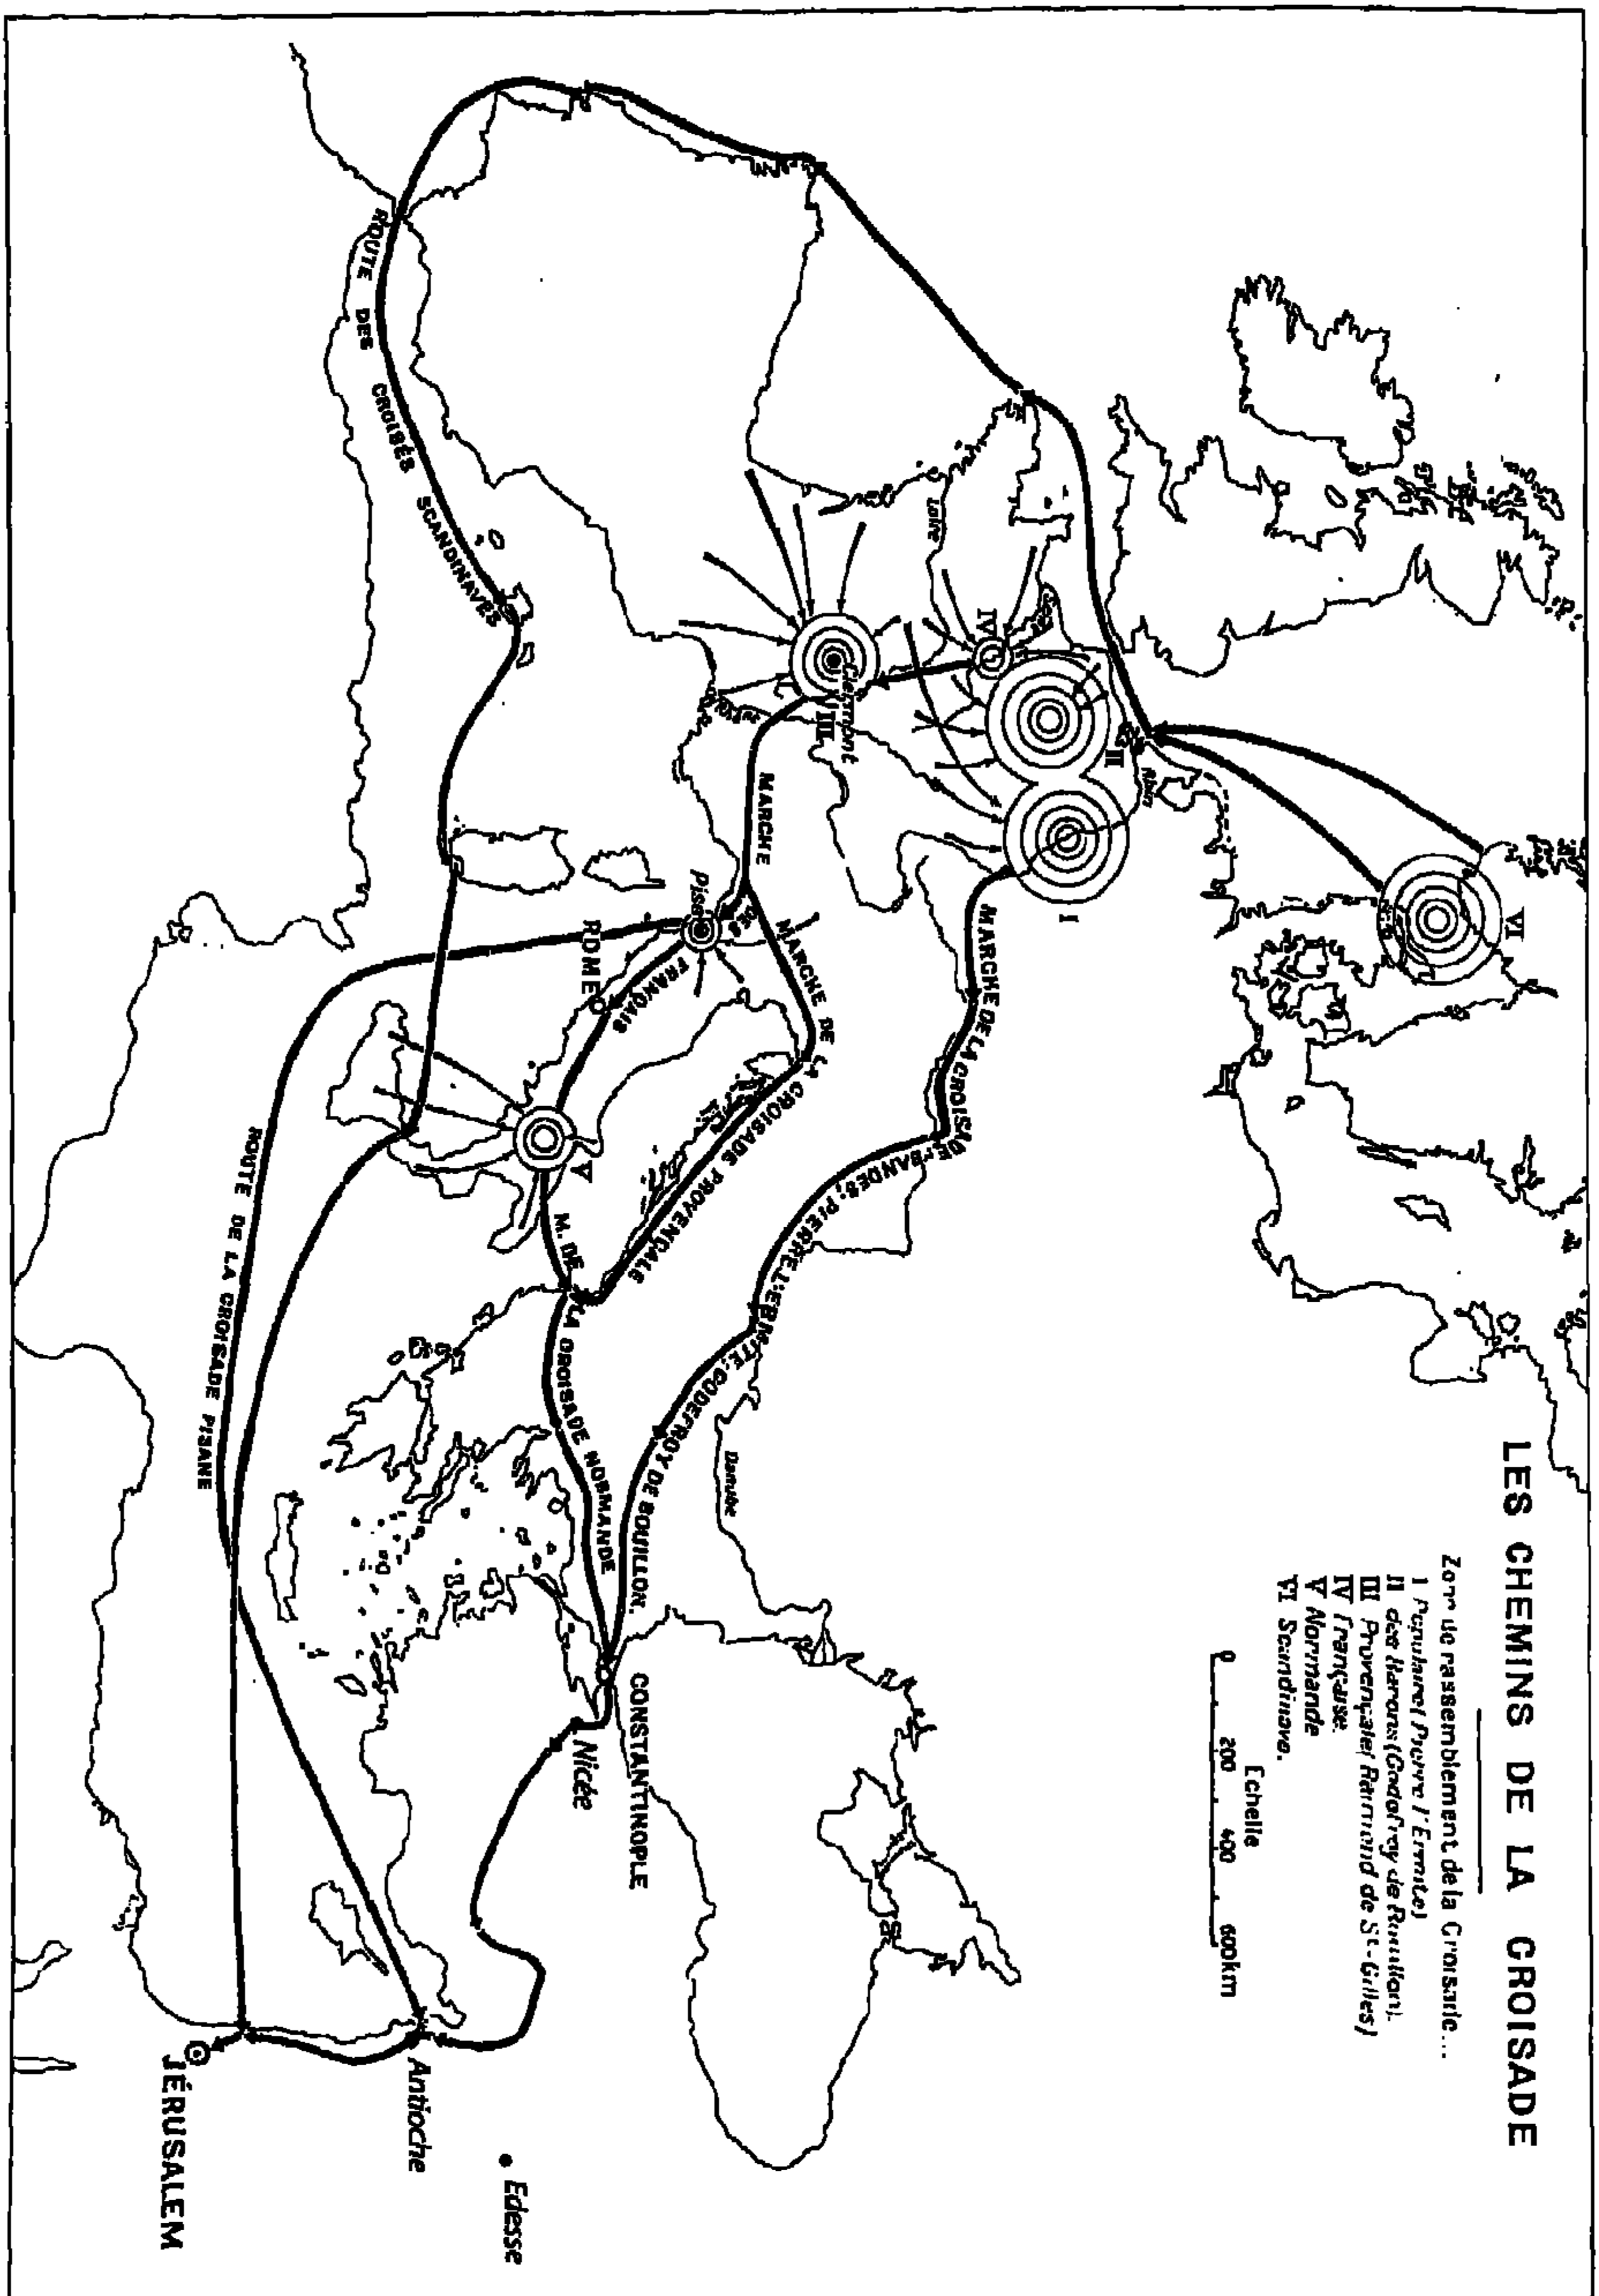 LES CHEMINS DE LA CROISADE
Zone de rassemblement de la Croisade...
I Populaire( Pierre l'Ermite)
II des Barons(Godefroy de Bouillon).
III Provençale( Raimond de St-Gilles)
IV Française.
V Normande
VI Scandinave.
Echelle
0 200 400 600km
VI
I
II
III
IV
V
Rhin
Seine
Loire
Clermont
Pise
ROME
Danube
CONSTANTINOPLE
Nicée
Antioche
Edesse
JÉRUSALEM
MARCHE DE LA CROISADE: BANDES, PIERRE L'ERMITE, GODEFROY DE BOUILLON.
MARCHE DES FRANÇAIS
MARCHE DE LA CROISADE PROVENÇALE
M. DE LA CROISADE NORMANDE
ROUTE DES CROISÉS SCANDINAVES
ROUTE DE LA CROISADE PISANE